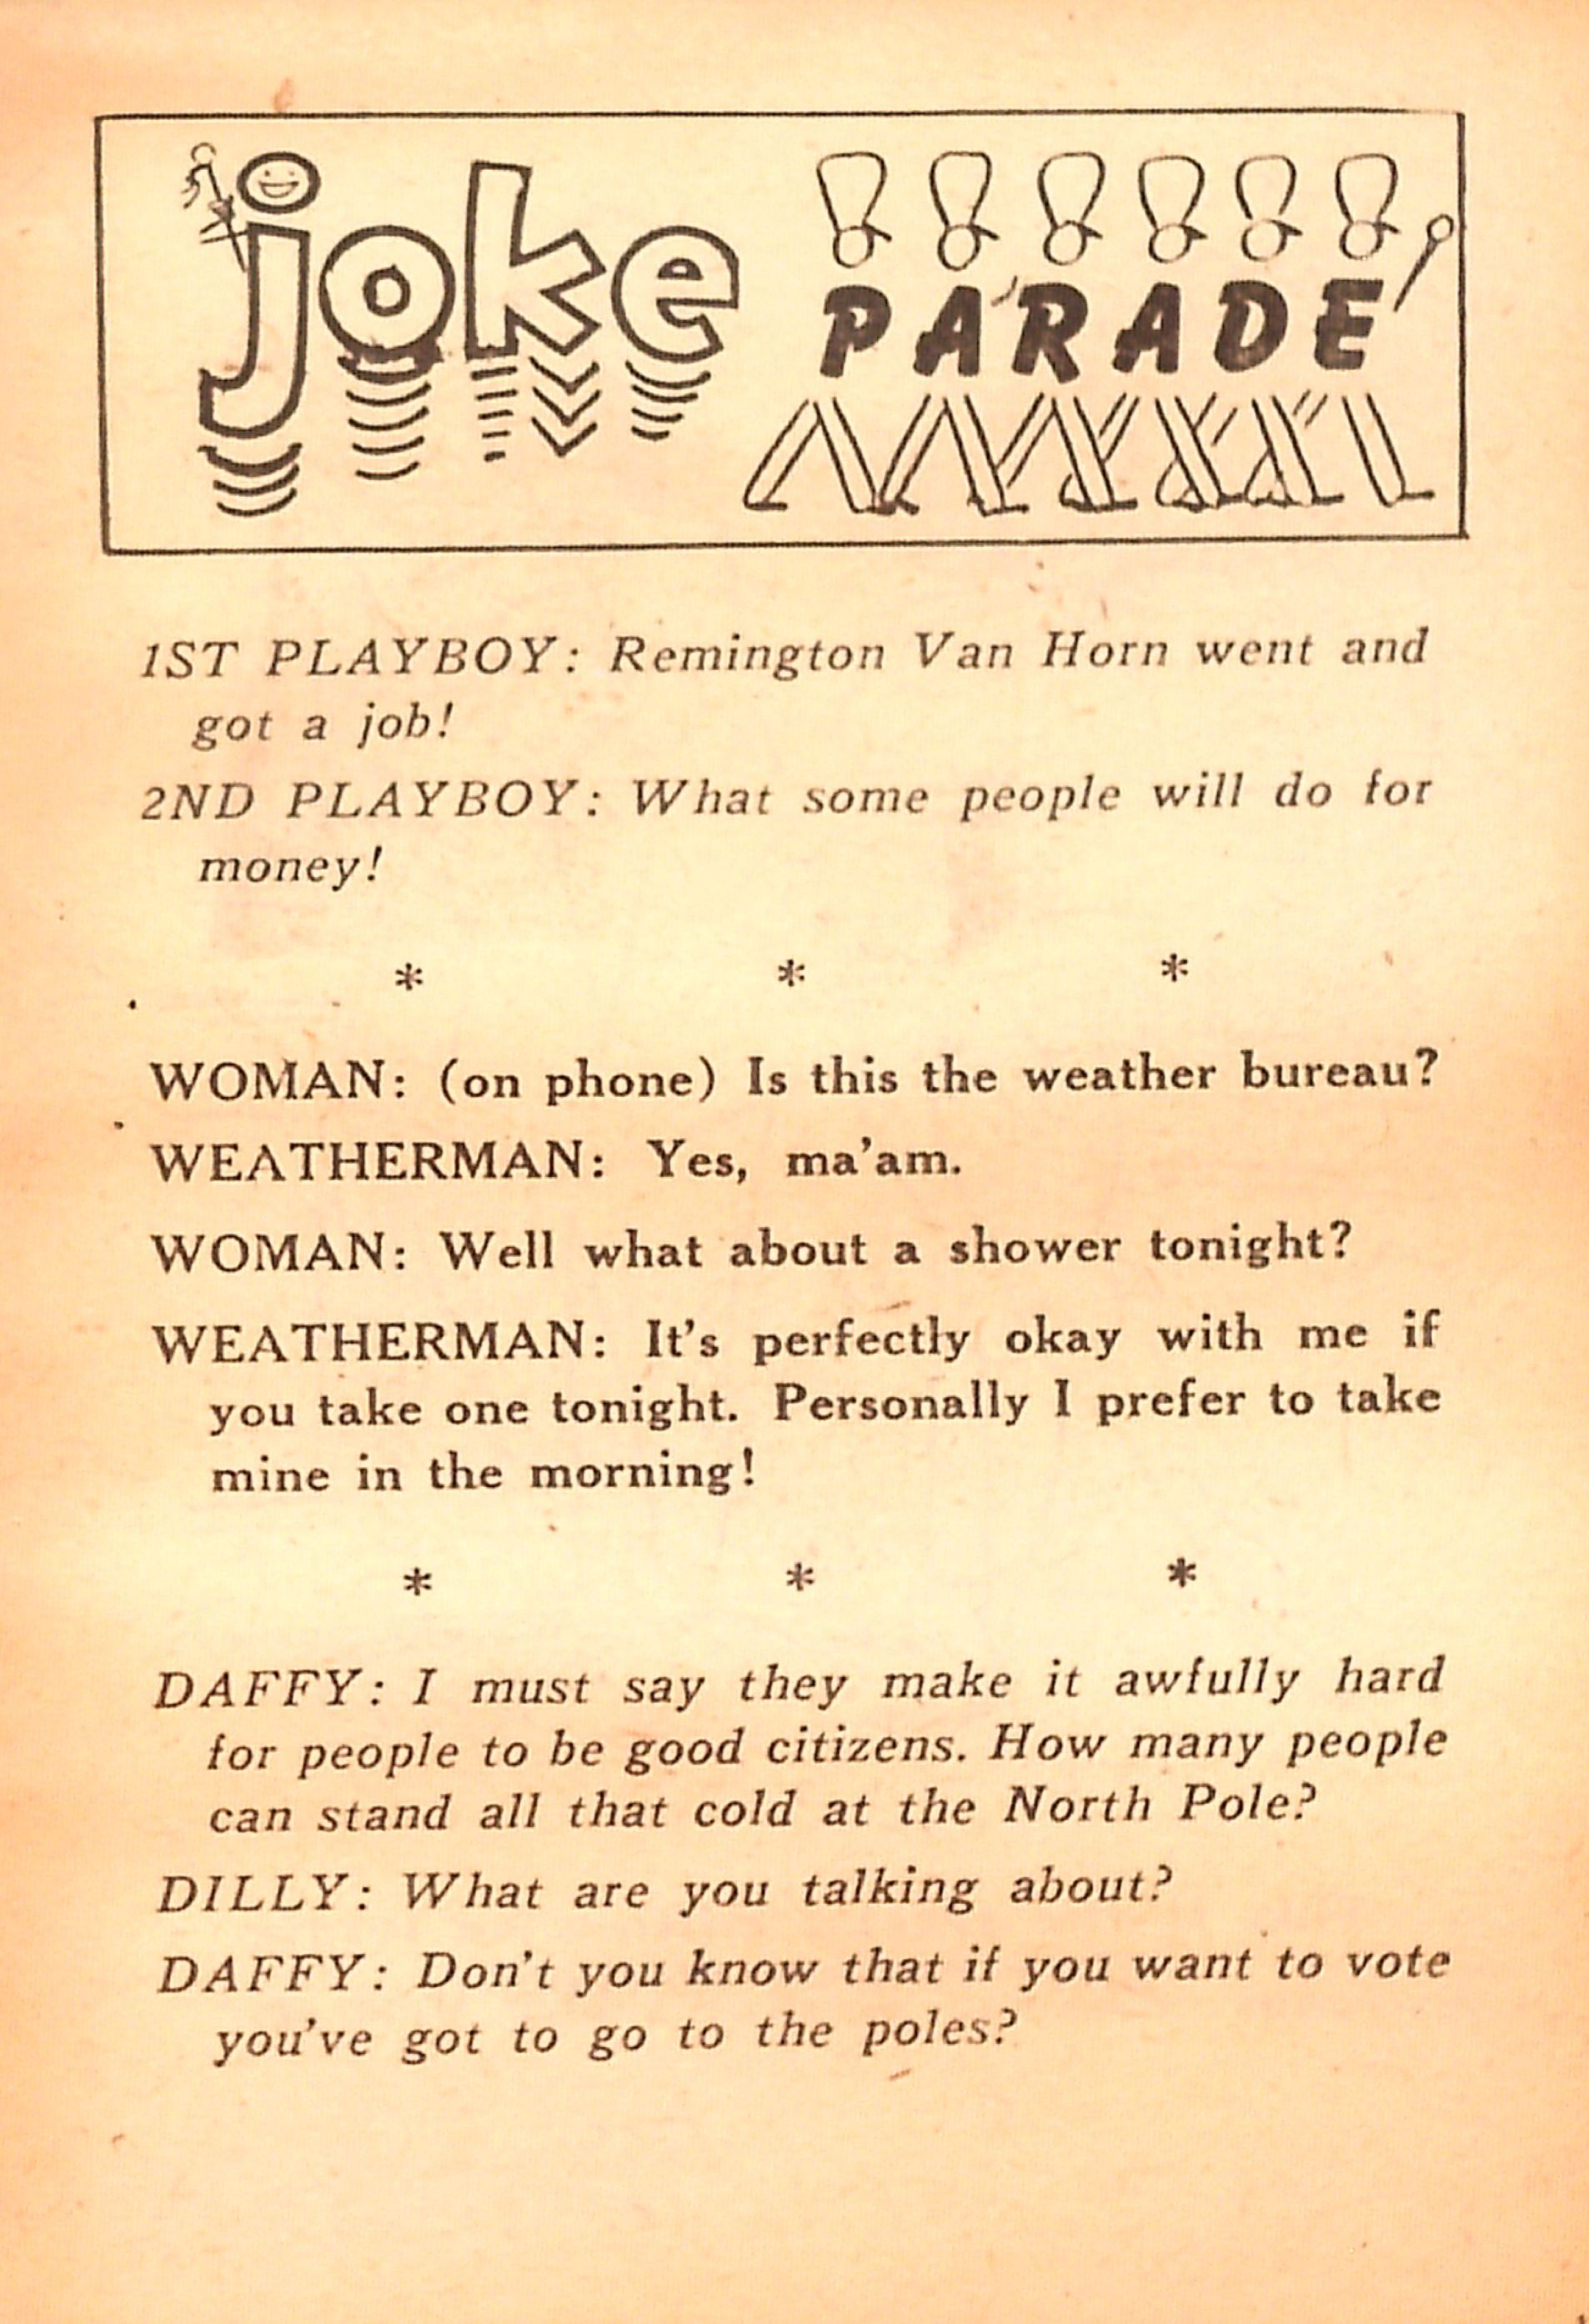 joke PARADE
1ST PLAYBOY: Remington Van Horn went and
got a job!
2ND PLAYBOY: What some people will do for
money!
* * *
WOMAN: (on phone) Is this the weather bureau?
WEATHERMAN: Yes, ma'am.
WOMAN: Well what about a shower tonight?
WEATHERMAN: It's perfectly okay with me if
you take one tonight. Personally I prefer to take
mine in the morning!
* * *
DAFFY: I must say they make it awfully hard
for people to be good citizens. How many people
can stand all that cold at the North Pole?
DILLY: What are you talking about?
DAFFY: Don't you know that if you want to vote
you've got to go to the poles?